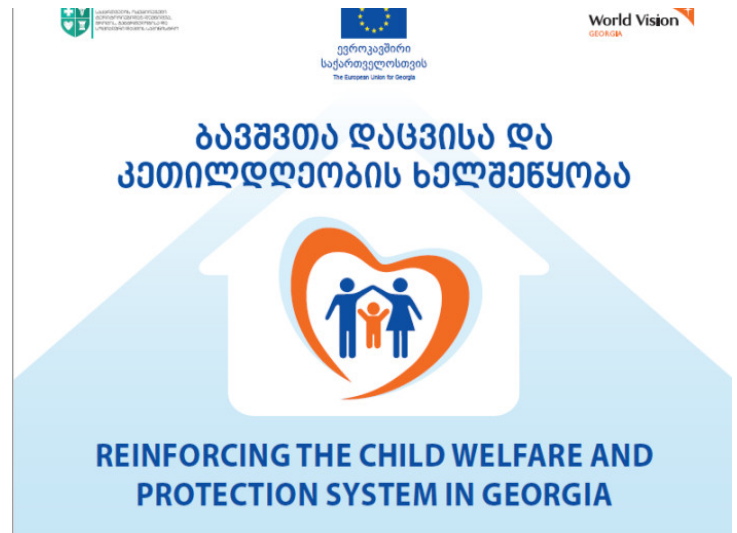 World Vision
GEORGIA
ევროკავშირი
საქართველოსთვის
The European Union for Georgia
ბავშვთა დაცვისა და
კეთილდღეობის ხელშეწყობა
REINFORCING THE CHILD WELFARE AND
PROTECTION SYSTEM IN GEORGIA